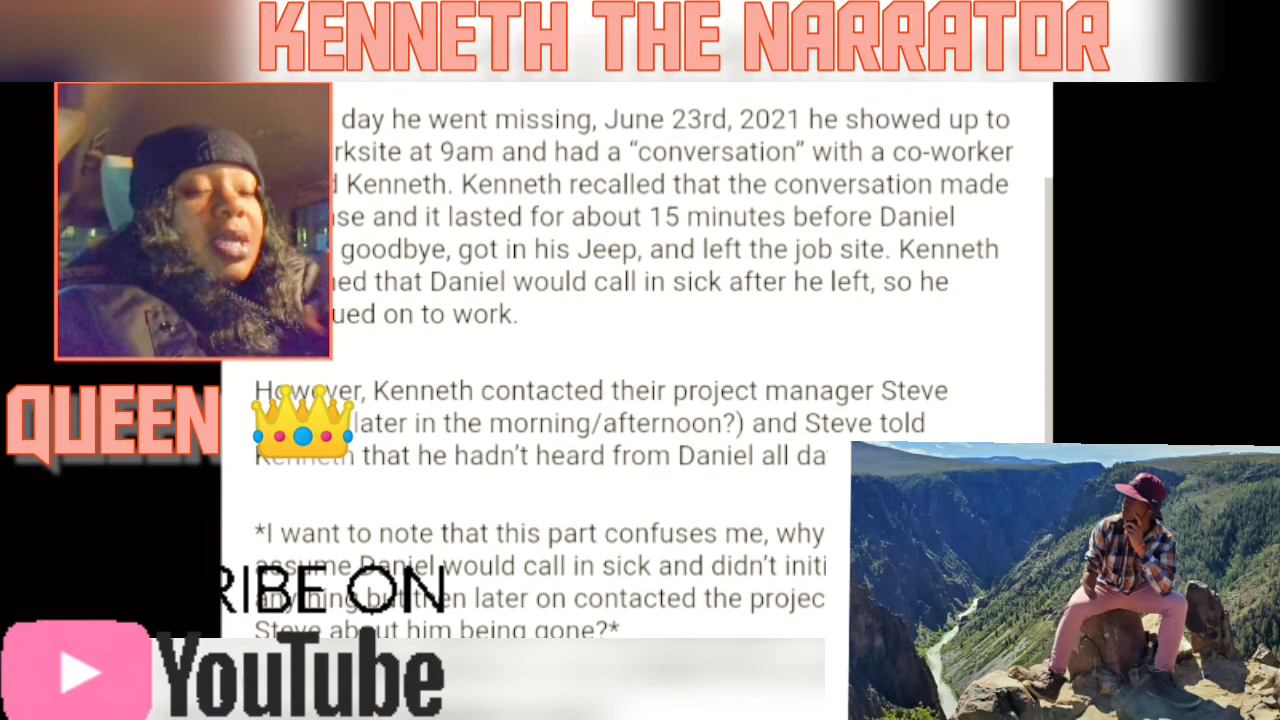 KENNETH THE NARRATOR
day he went missing, June 23rd, 2021 he showed up to
rksite at 9am and had a “conversation” with a co-worker
d Kenneth. Kenneth recalled that the conversation made
se and it lasted for about 15 minutes before Daniel
goodbye, got in his Jeep, and left the job site. Kenneth
ned that Daniel would call in sick after he left, so he
ued on to work.
QUEEN
However, Kenneth contacted their project manager Steve
later in the morning/afternoon?) and Steve told
Kenneth that he hadn’t heard from Daniel all da
*I want to note that this part confuses me, why
assume Daniel would call in sick and didn’t initi
anything but then later on contacted the projec
Steve about him being gone?*
RIBE ON
YouTube